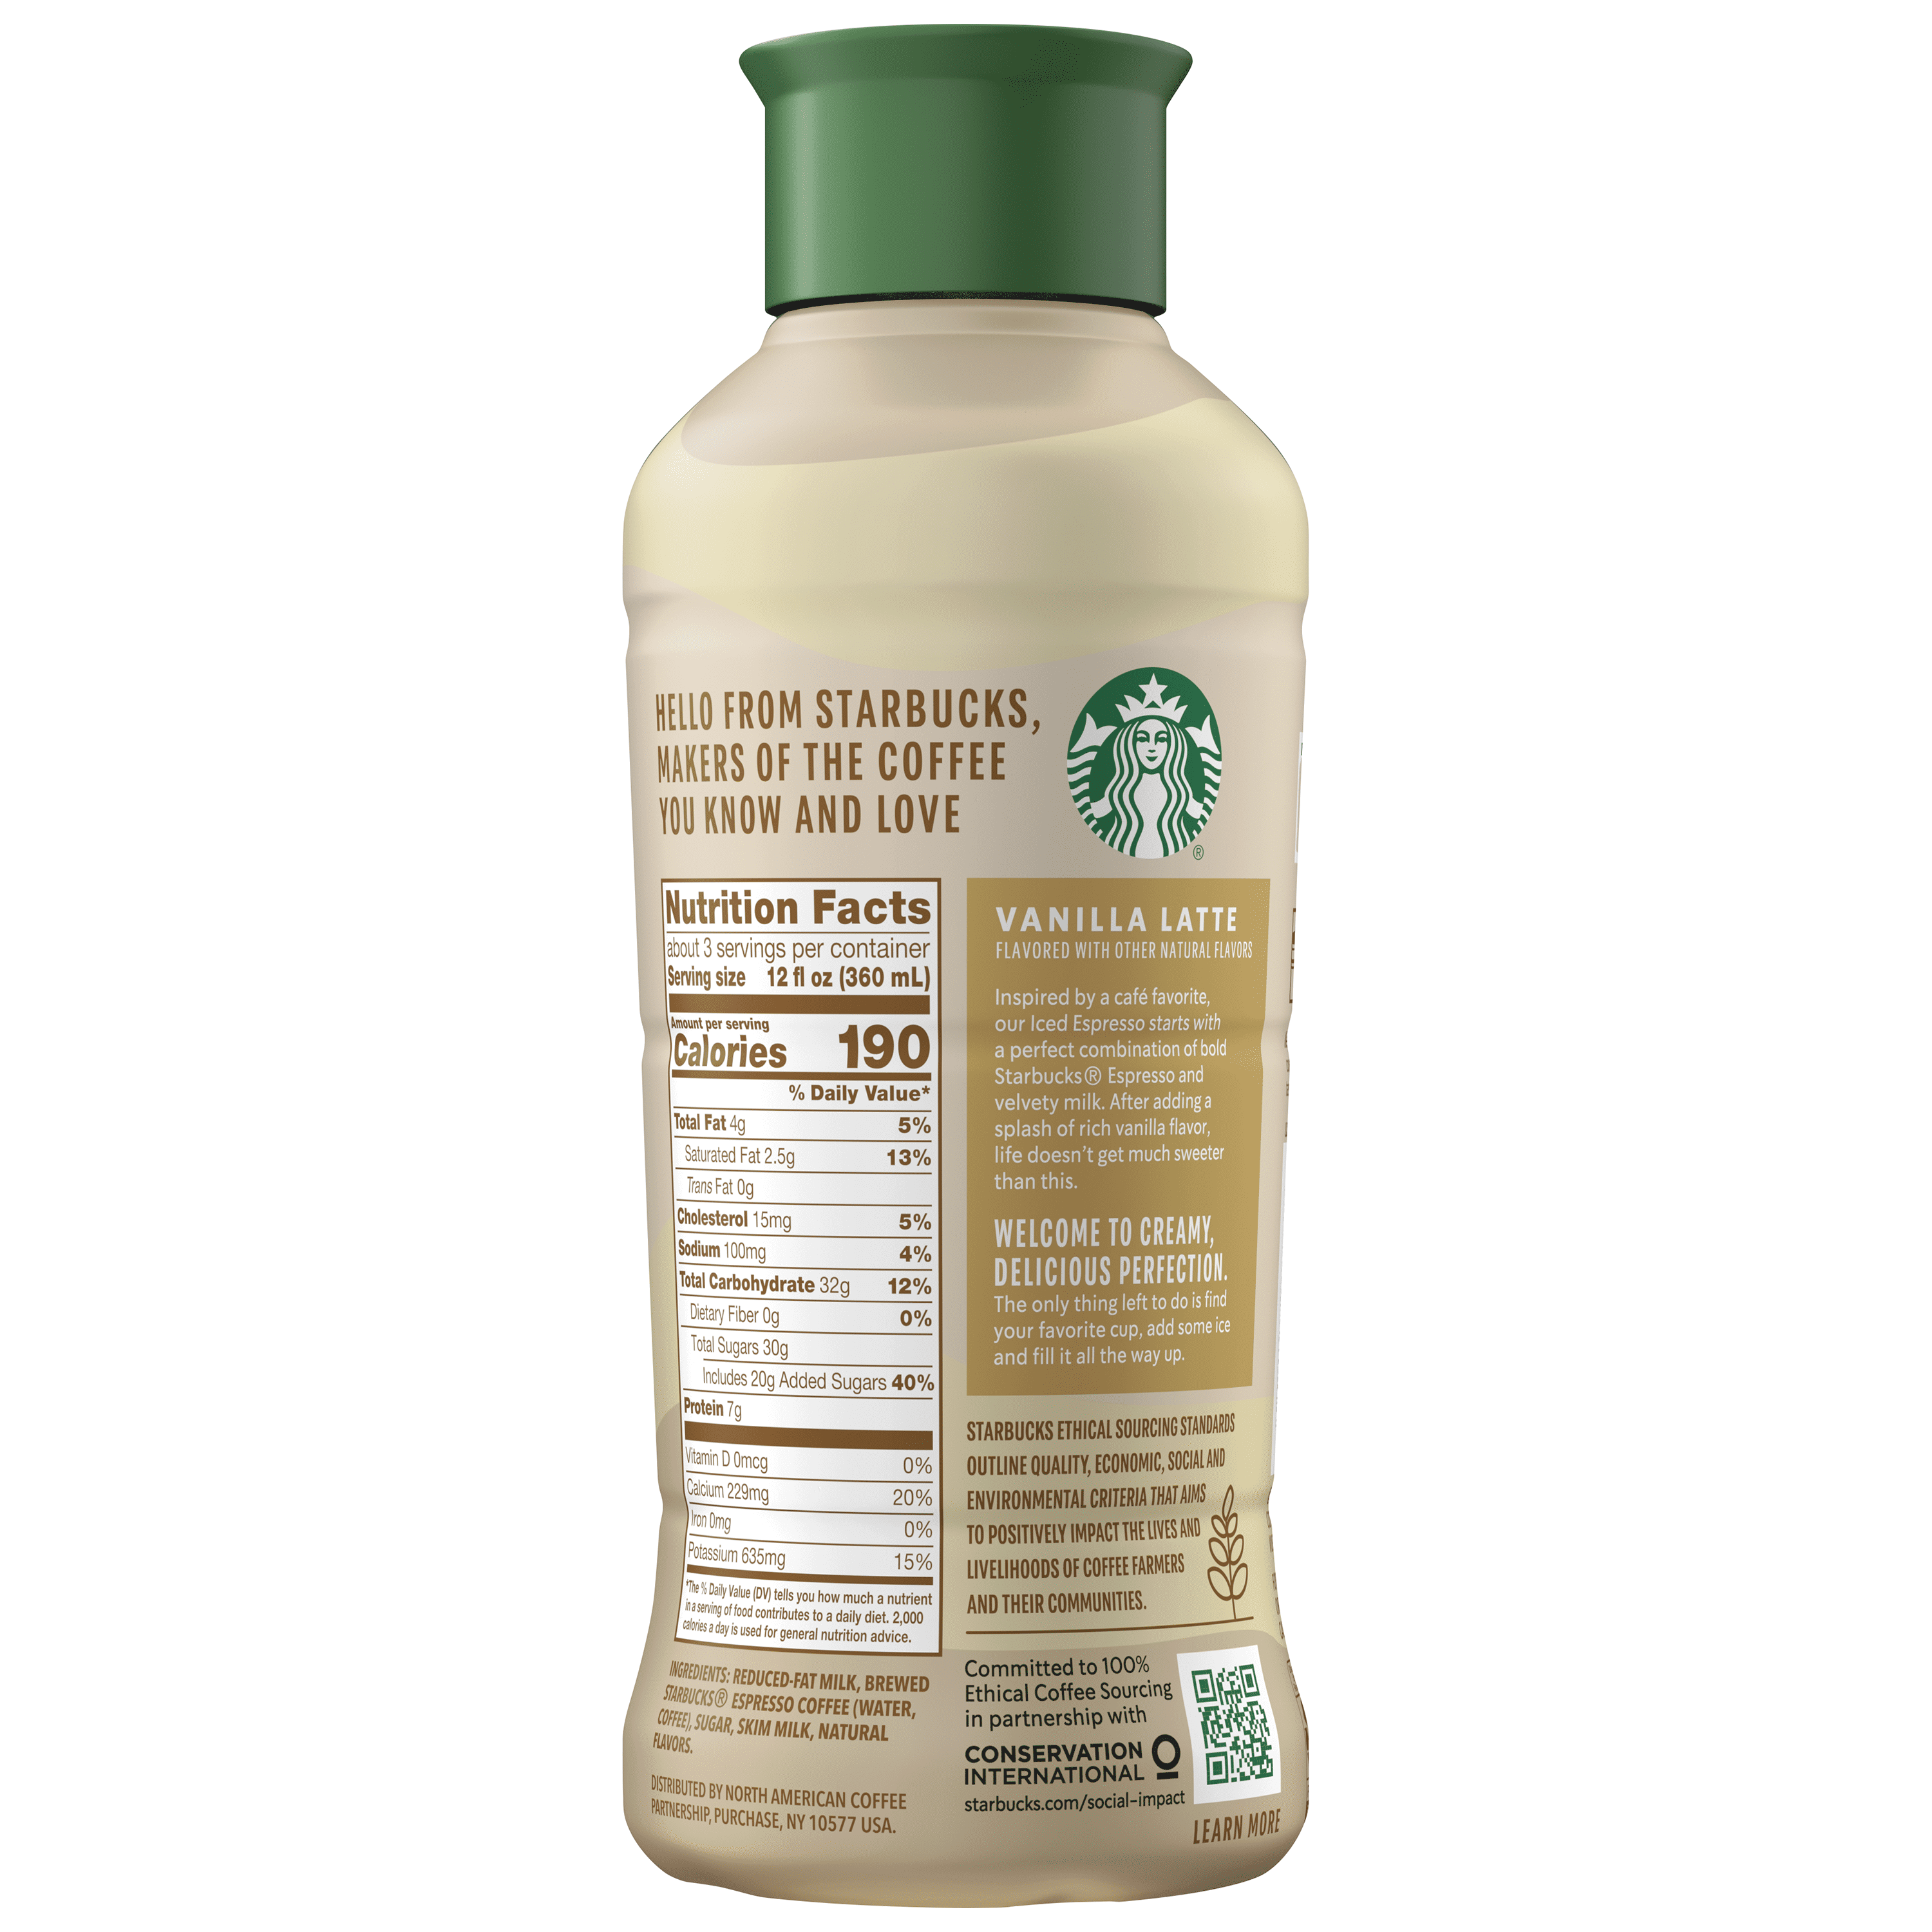 HELLO FROM STARBUCKS,
MAKERS OF THE COFFEE
YOU KNOW AND LOVE
®
Nutrition Facts
about 3 servings per container
Serving size 12 fl oz (360 mL)
Amount per serving
Calories 190
% Daily Value*
Total Fat 4g 5%
Saturated Fat 2.5g 13%
Trans Fat 0g
Cholesterol 15mg 5%
Sodium 100mg 4%
Total Carbohydrate 32g 12%
Dietary Fiber 0g 0%
Total Sugars 30g
Includes 20g Added Sugars 40%
Protein 7g
Vitamin D 0mcg 0%
Calcium 229mg 20%
Iron 0mg 0%
Potassium 635mg 15%
*The % Daily Value (DV) tells you how much a nutrient
in a serving of food contributes to a daily diet. 2,000
calories a day is used for general nutrition advice.
INGREDIENTS: REDUCED-FAT MILK, BREWED
STARBUCKS® ESPRESSO COFFEE (WATER,
COFFEE), SUGAR, SKIM MILK, NATURAL
FLAVORS.
DISTRIBUTED BY NORTH AMERICAN COFFEE
PARTNERSHIP, PURCHASE, NY 10577 USA.
VANILLA LATTE
FLAVORED WITH OTHER NATURAL FLAVORS
Inspired by a café favorite,
our Iced Espresso starts with
a perfect combination of bold
Starbucks® Espresso and
velvety milk. After adding a
splash of rich vanilla flavor,
life doesn't get much sweeter
than this.
WELCOME TO CREAMY,
DELICIOUS PERFECTION.
The only thing left to do is find
your favorite cup, add some ice
and fill it all the way up.
STARBUCKS ETHICAL SOURCING STANDARDS
OUTLINE QUALITY, ECONOMIC, SOCIAL AND
ENVIRONMENTAL CRITERIA THAT AIMS
TO POSITIVELY IMPACT THE LIVES AND
LIVELIHOODS OF COFFEE FARMERS
AND THEIR COMMUNITIES.
Committed to 100%
Ethical Coffee Sourcing
in partnership with
CONSERVATION
INTERNATIONAL
starbucks.com/social-impact
LEARN MORE